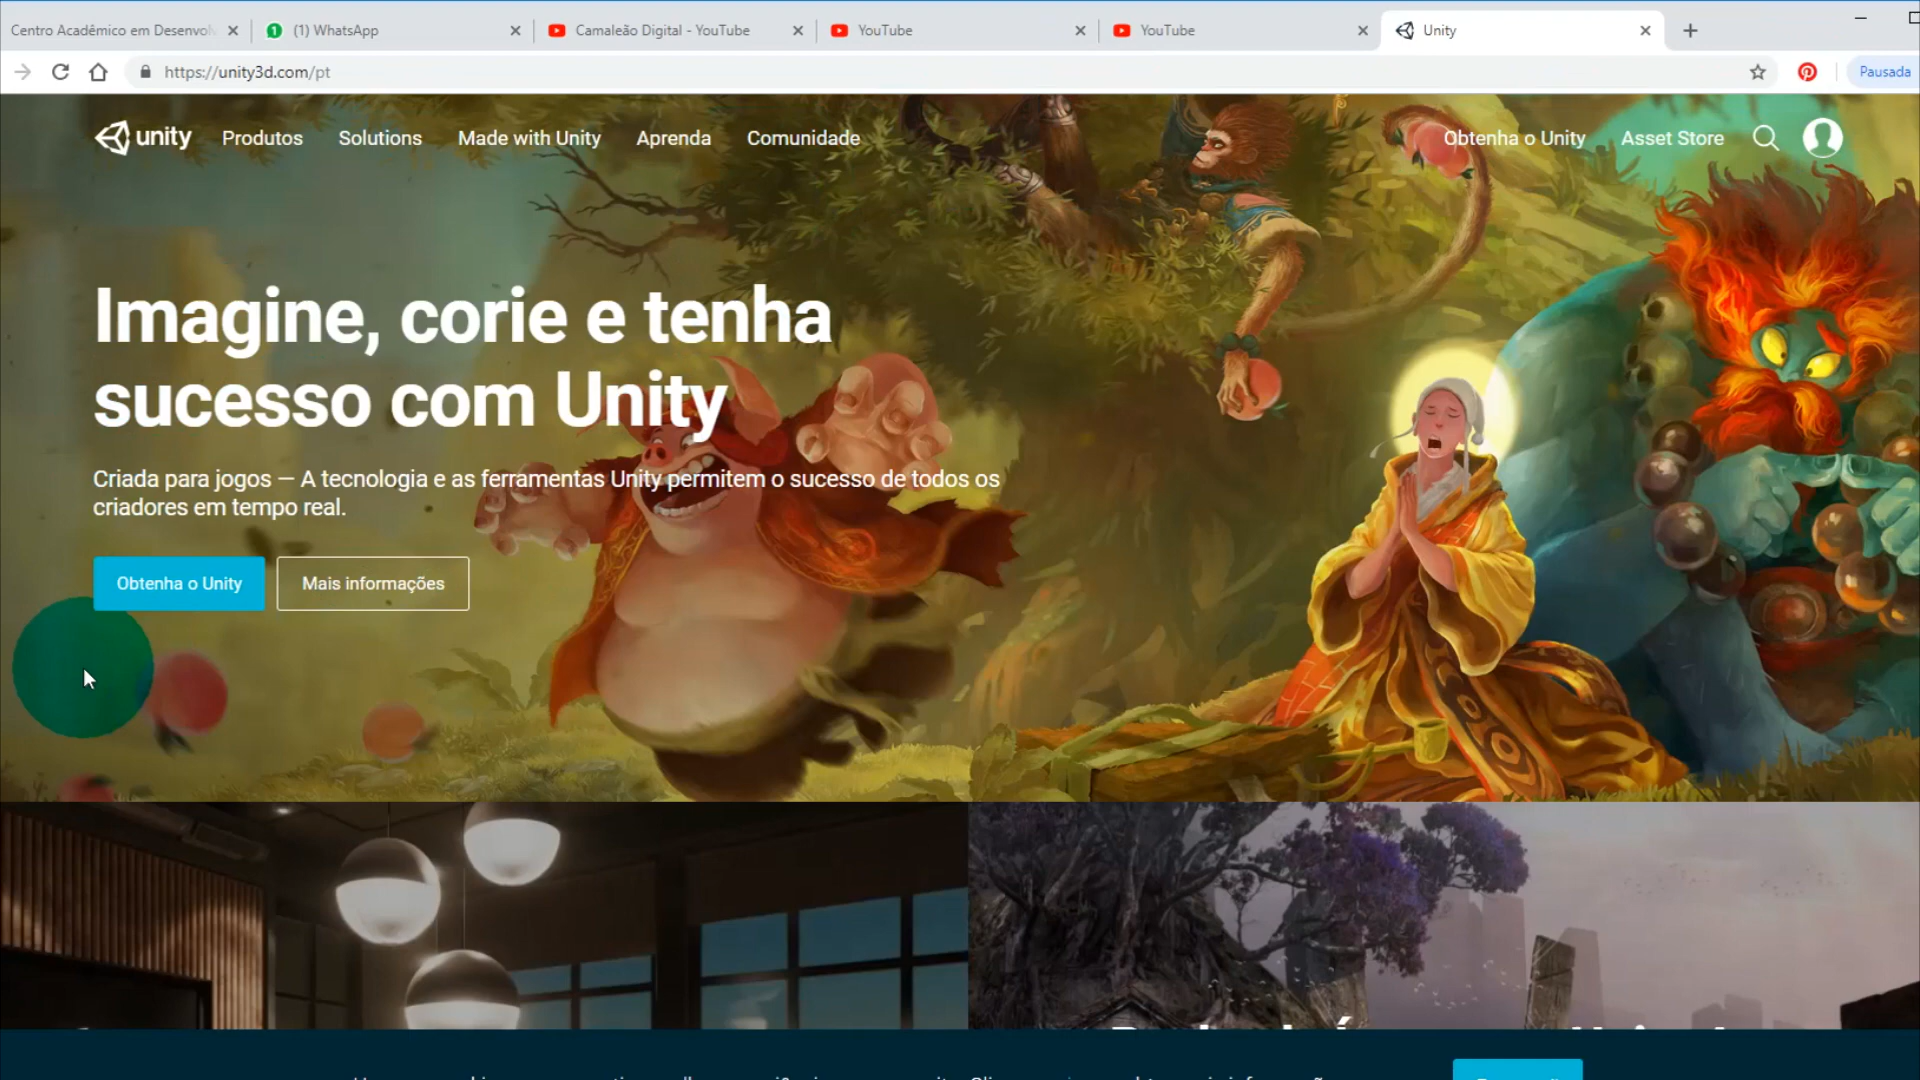 Centro Acadêmico em Desenvol
1
(1) WhatsApp
Camaleão Digital - YouTube
YouTube
YouTube
Unity
https://unity3d.com/pt
Pausada
unity
Produtos
Solutions
Made with Unity
Aprenda
Comunidade
Obtenha o Unity
Asset Store
Imagine, corie e tenha
sucesso com Unity
Criada para jogos — A tecnologia e as ferramentas Unity permitem o sucesso de todos os
criadores em tempo real.
Obtenha o Unity
Mais informações